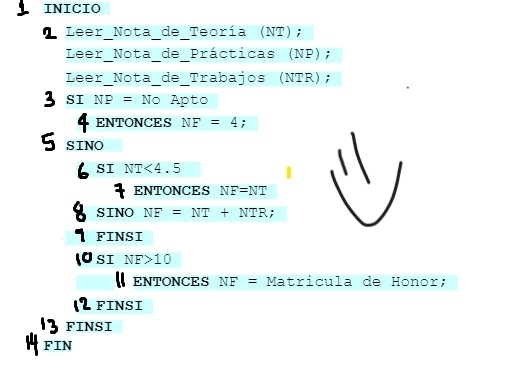 1 INICIO
2 Leer_Nota_de_Teoría (NT);
Leer_Nota_de_Prácticas (NP);
Leer_Nota_de_Trabajos (NTR);
3 SI NP = No Apto
4 ENTONCES NF = 4;
5 SINO
6 SI NT<4.5
7 ENTONCES NF=NT
8 SINO NF = NT + NTR;
9 FINSI
10 SI NF>10
11 ENTONCES NF = Matricula de Honor;
12 FINSI
13 FINSI
14 FIN